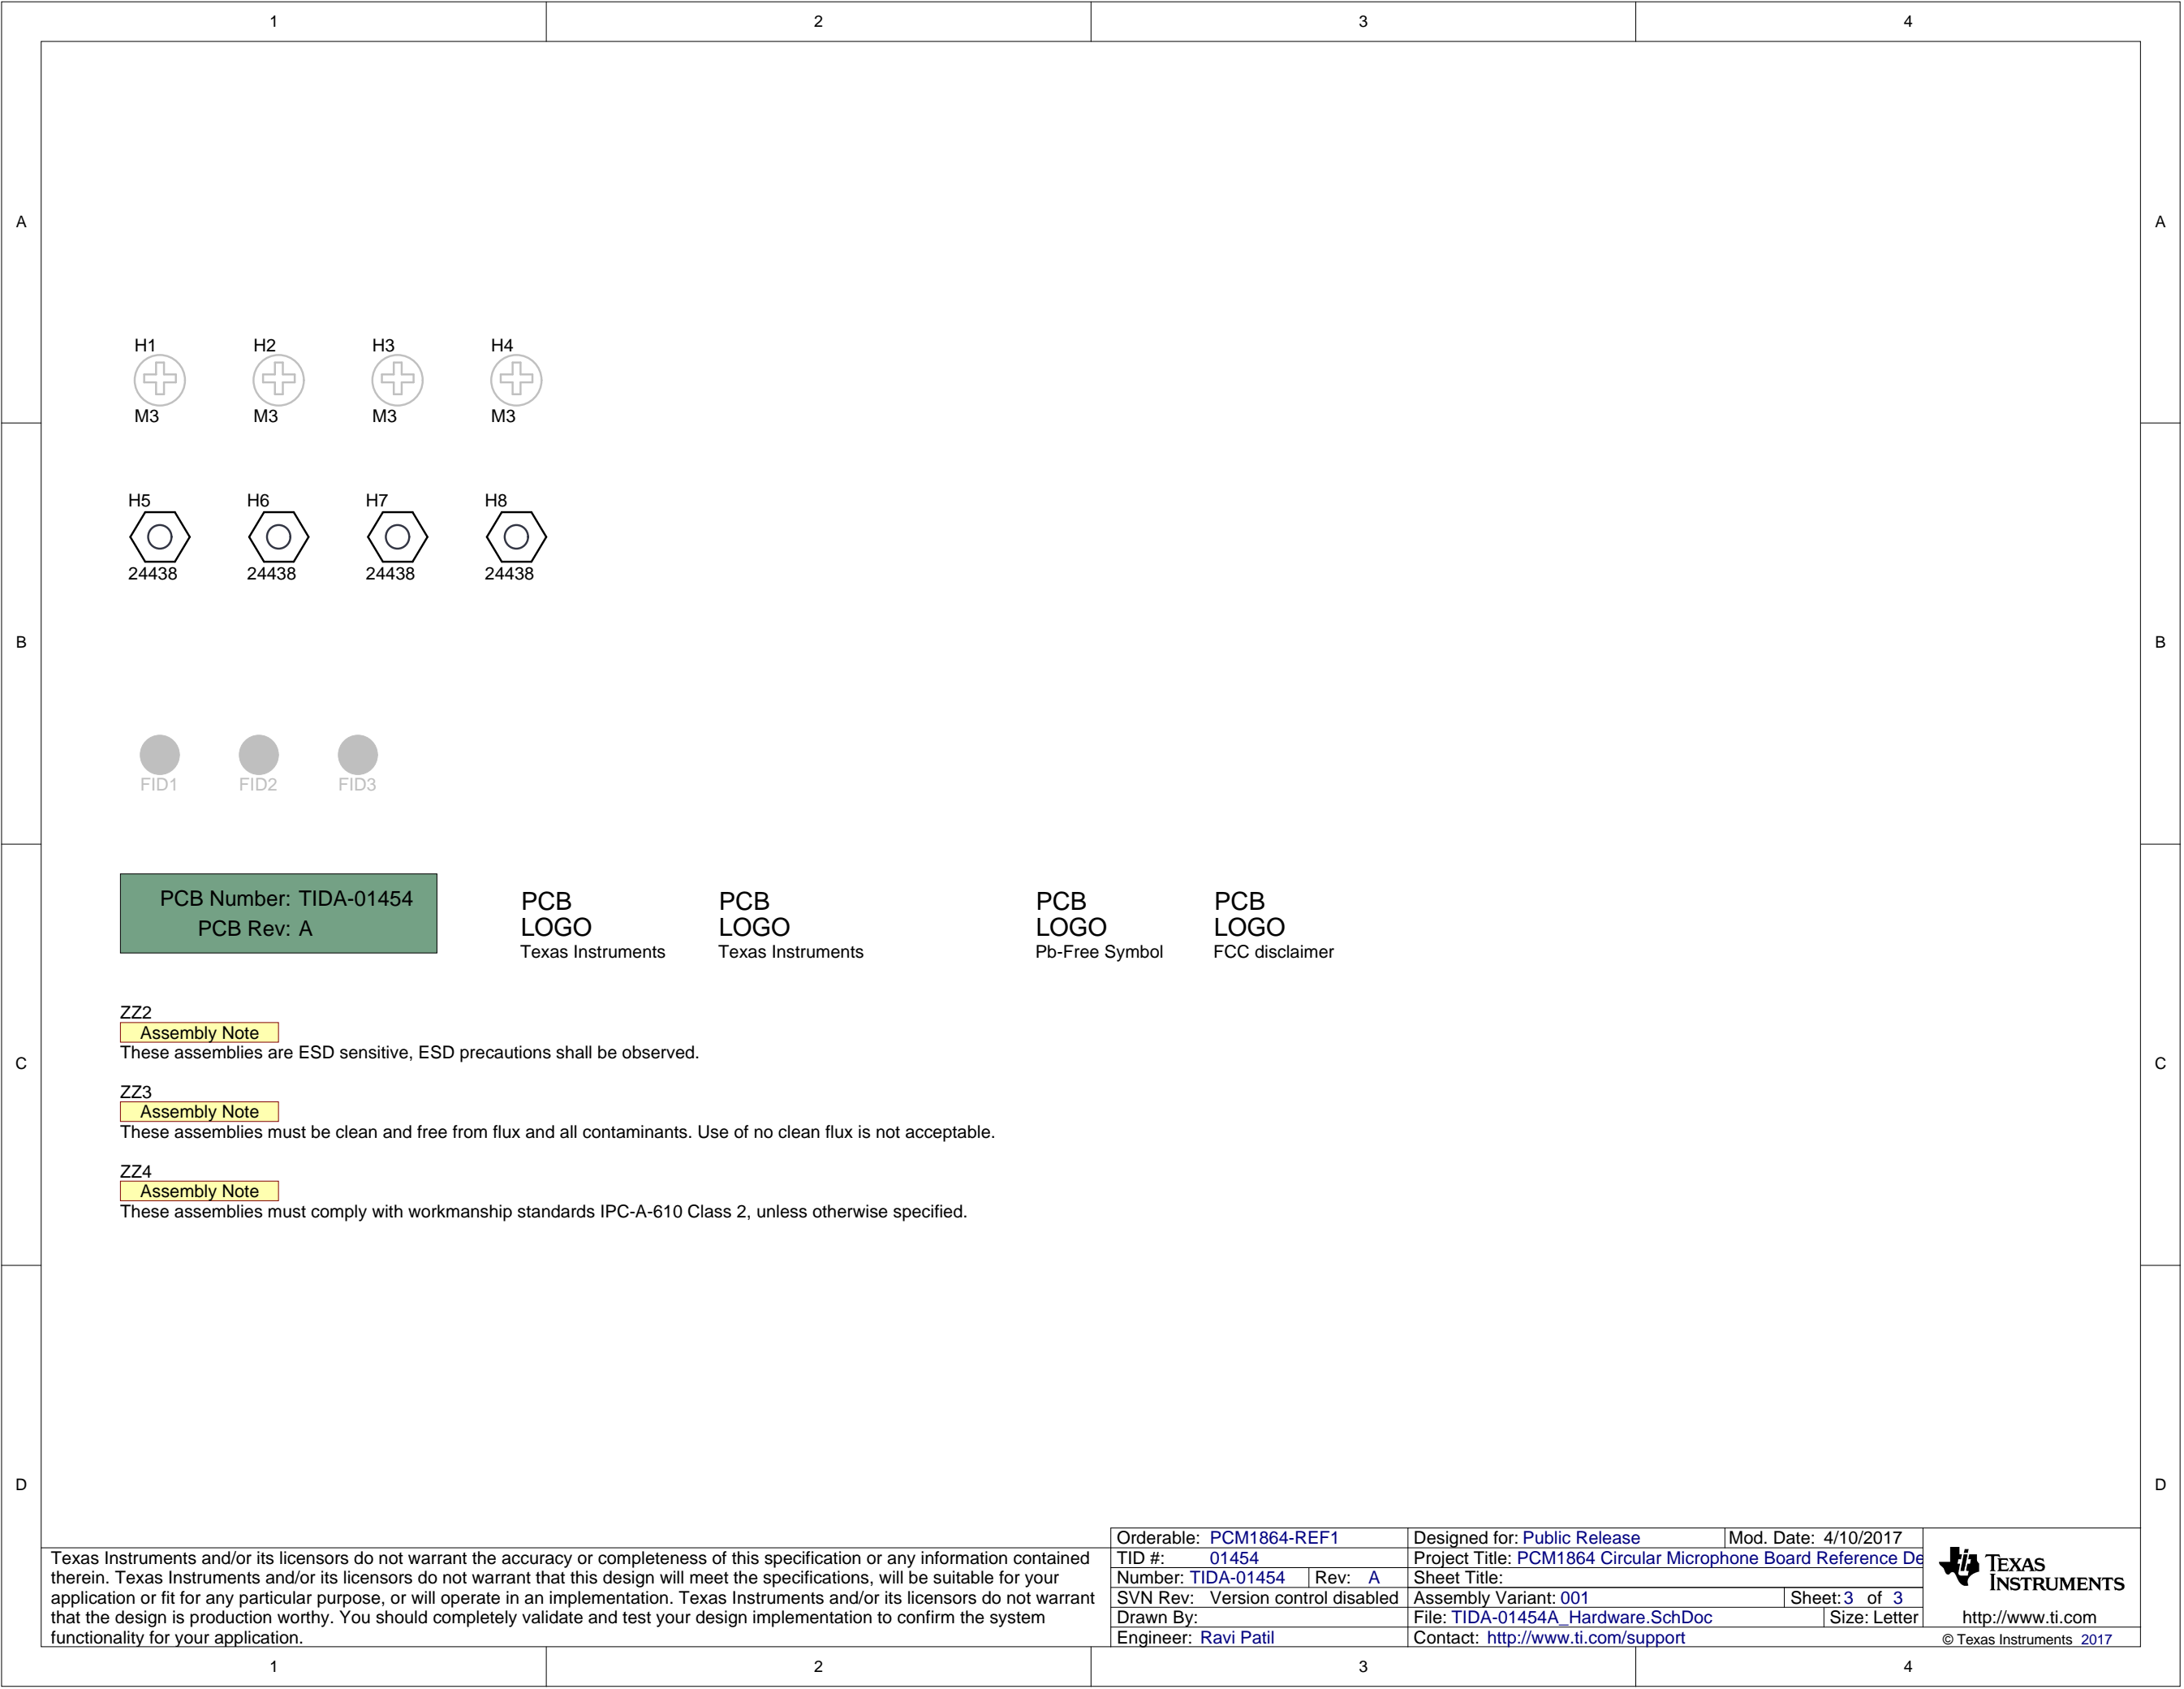 1 2 3 4
A A
H1 H2 H3 H4
M3 M3 M3 M3
H5 H6 H7 H8
24438 24438 24438 24438
B B
FID1 FID2 FID3
PCB Number: TIDA-01454
PCB Rev: A
PCB LOGO Texas Instruments
PCB LOGO Texas Instruments
PCB LOGO Pb-Free Symbol
PCB LOGO FCC disclaimer
ZZ2
Assembly Note
These assemblies are ESD sensitive, ESD precautions shall be observed.
C C
ZZ3
Assembly Note
These assemblies must be clean and free from flux and all contaminants. Use of no clean flux is not acceptable.
ZZ4
Assembly Note
These assemblies must comply with workmanship standards IPC-A-610 Class 2, unless otherwise specified.
D D
Texas Instruments and/or its licensors do not warrant the accuracy or completeness of this specification or any information contained
therein. Texas Instruments and/or its licensors do not warrant that this design will meet the specifications, will be suitable for your
application or fit for any particular purpose, or will operate in an implementation. Texas Instruments and/or its licensors do not warrant
that the design is production worthy. You should completely validate and test your design implementation to confirm the system
functionality for your application.
Orderable: PCM1864-REF1 Designed for: Public Release Mod. Date: 4/10/2017
TID #: 01454 Project Title: PCM1864 Circular Microphone Board Reference De
Number: TIDA-01454 Rev: A Sheet Title:
SVN Rev: Version control disabled Assembly Variant: 001 Sheet: 3 of 3
Drawn By: File: TIDA-01454A_Hardware.SchDoc Size: Letter
Engineer: Ravi Patil Contact: http://www.ti.com/support
TEXAS
INSTRUMENTS
http://www.ti.com
© Texas Instruments 2017
1 2 3 4